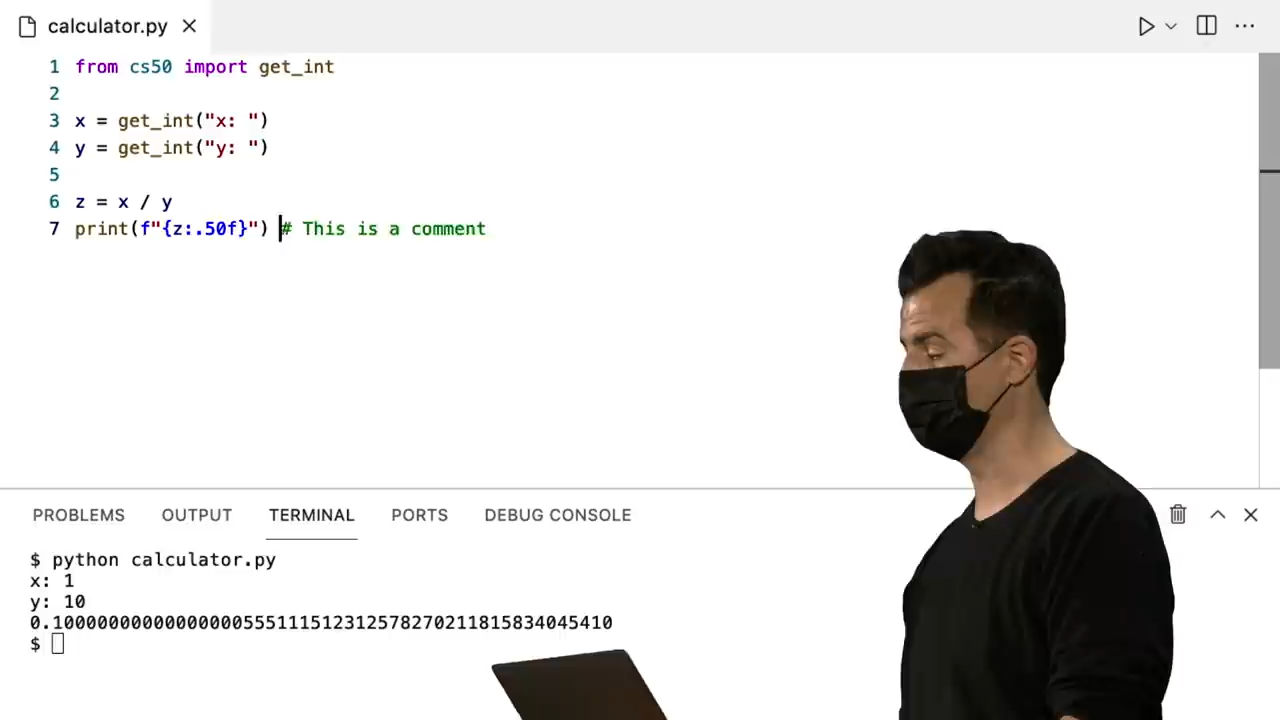 calculator.py
1 from cs50 import get_int
2
3 x = get_int("x: ")
4 y = get_int("y: ")
5
6 z = x / y
7 print(f"{z:.50f}") # This is a comment
PROBLEMS OUTPUT TERMINAL PORTS DEBUG CONSOLE
$ python calculator.py
x: 1
y: 10
0.10000000000000000555111512312578270211815834045410
$